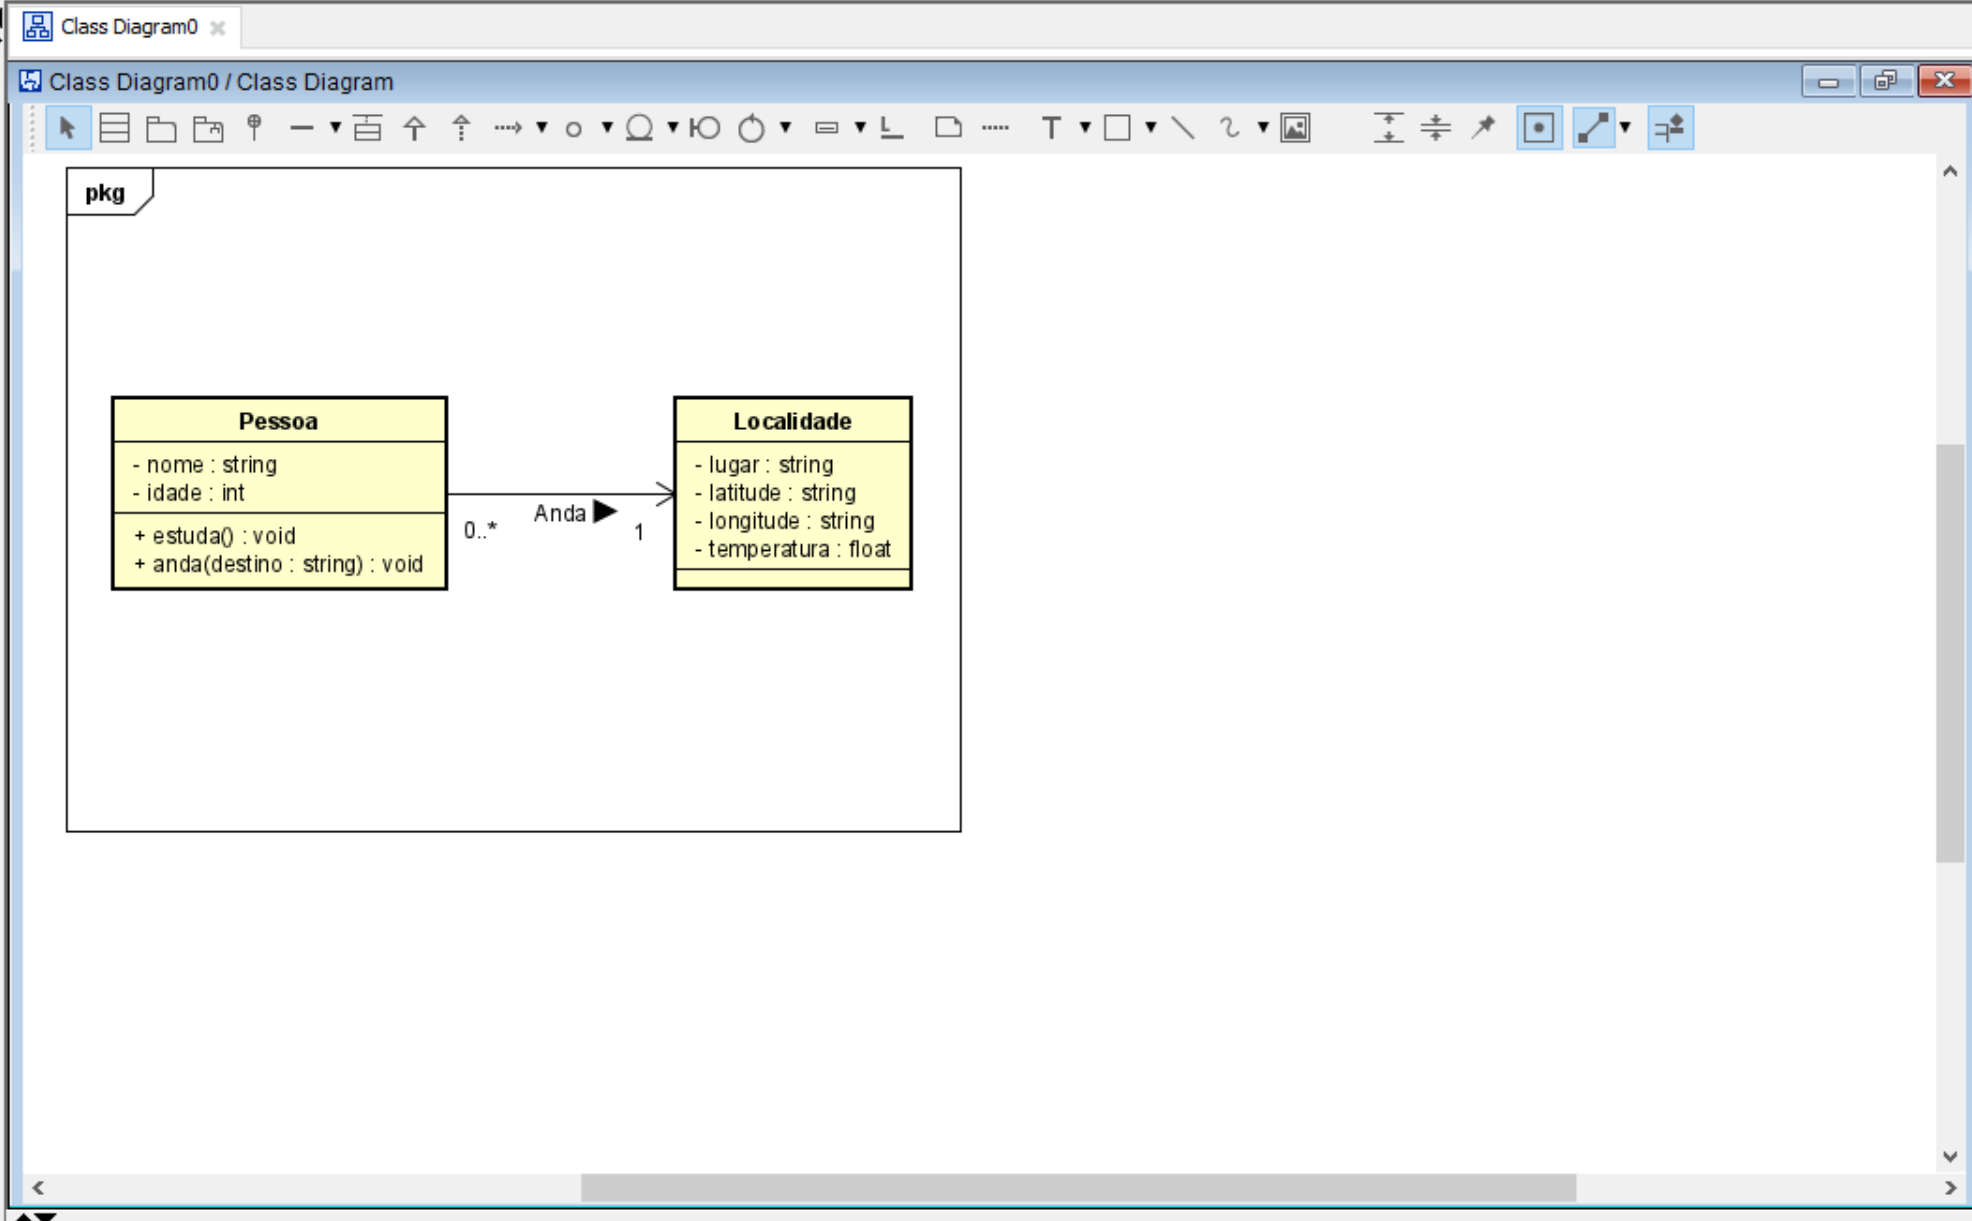 Class Diagram0
Class Diagram0 / Class Diagram
T
pkg
Pessoa
- nome : string
- idade : int
+ estuda() : void
+ anda(destino : string) : void
0..*
Anda
1
Localidade
- lugar : string
- latitude : string
- longitude : string
- temperatura : float